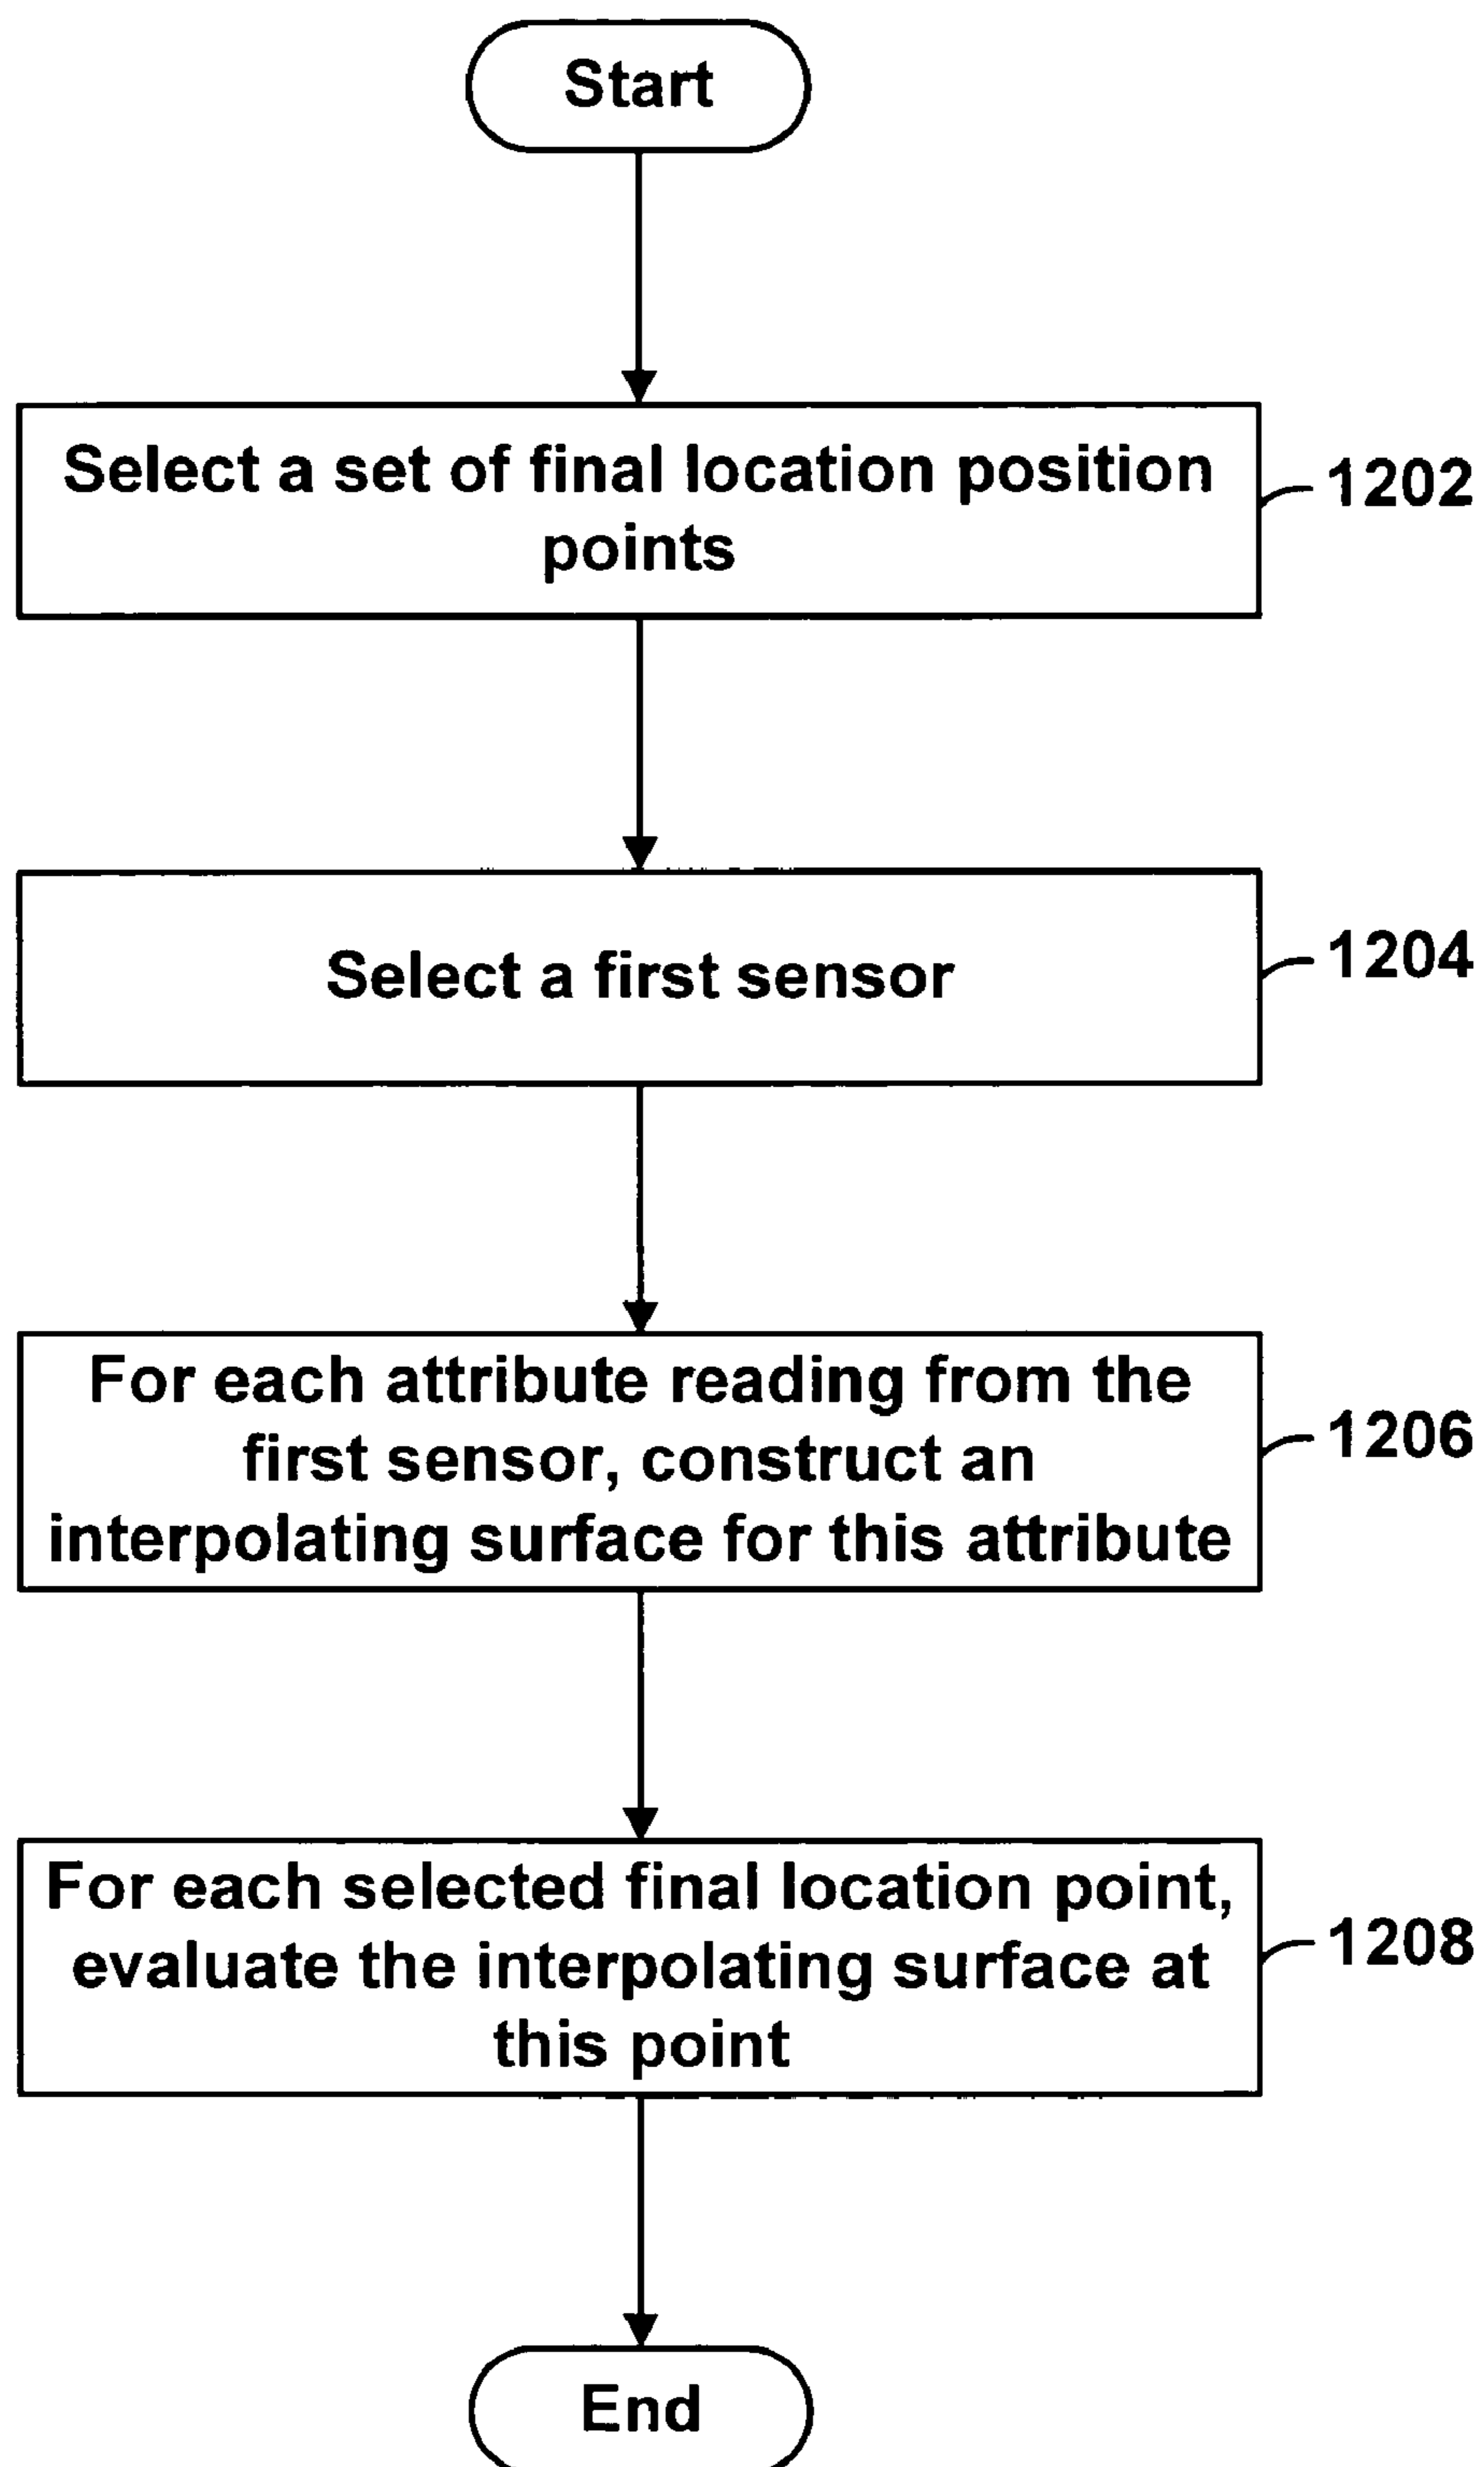 Start
Select a set of final location position
points
1202
Select a first sensor
1204
For each attribute reading from the
first sensor, construct an
interpolating surface for this attribute
1206
For each selected final location point,
evaluate the interpolating surface at
this point
1208
End